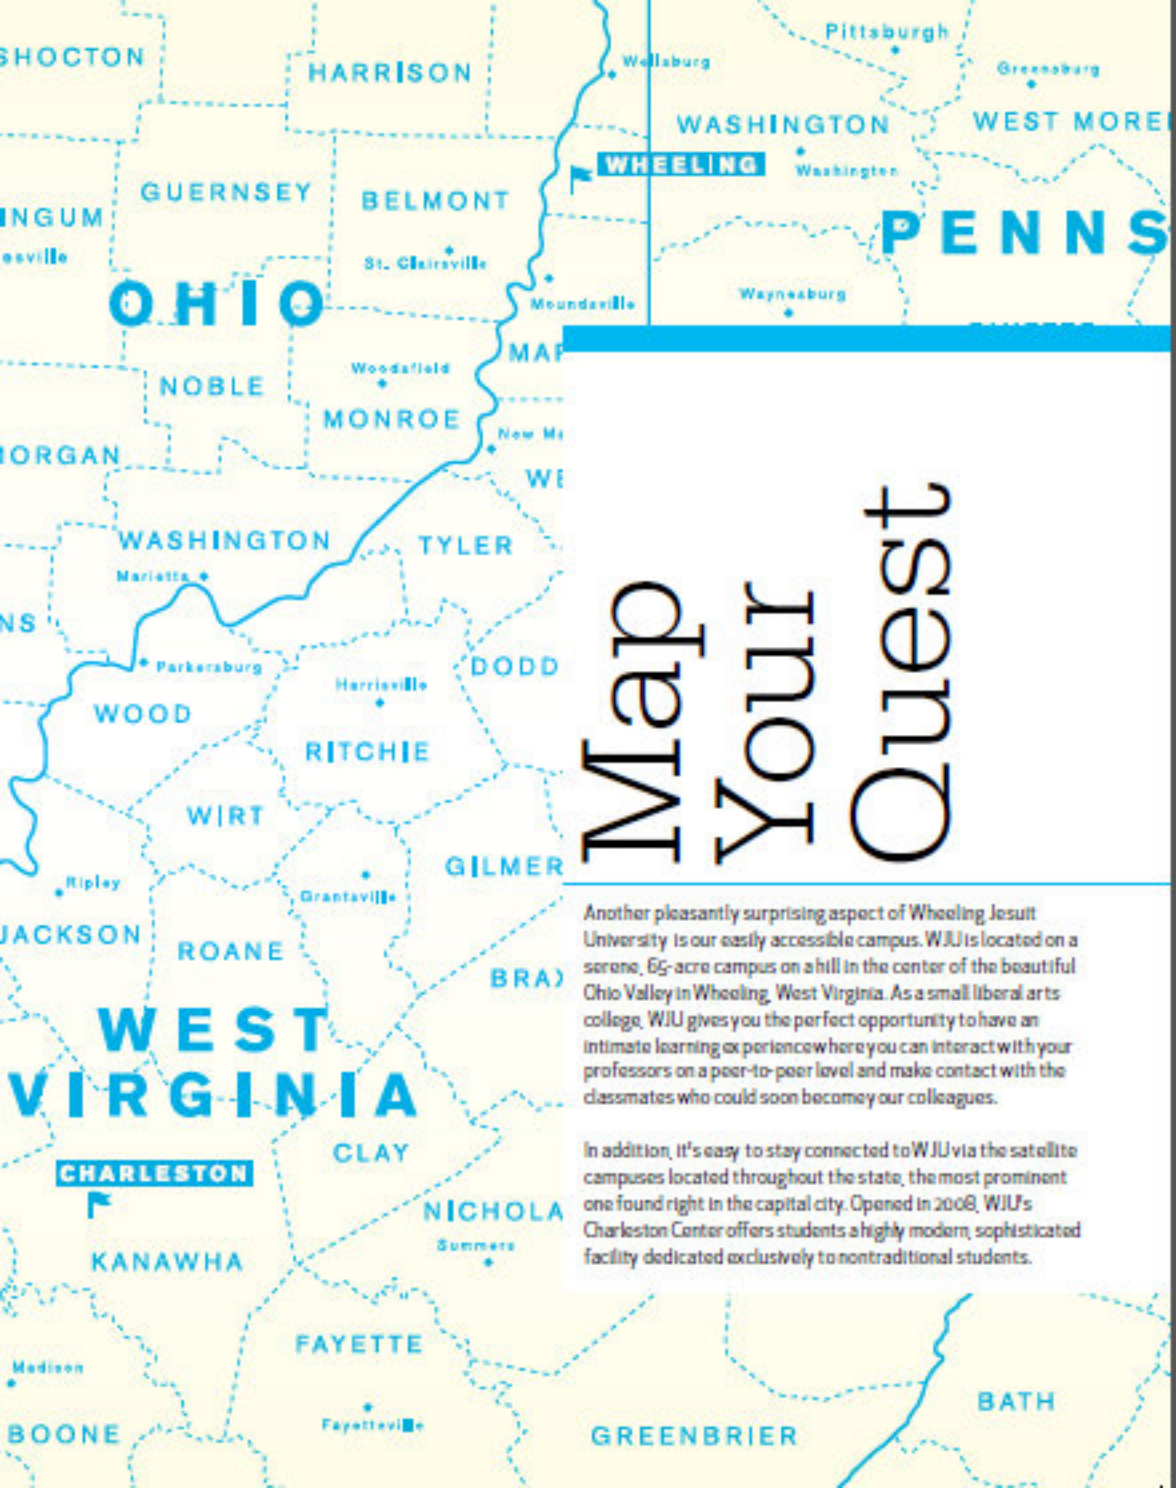 SHOCTON
HARRISON
Wellsburg
Pittsburgh
Greensburg
WASHINGTON
WEST MORE
WHEELING
Washington
GUERNSEY
BELMONT
INGUM
PENNS
esville
St. Clairsville
OHIO
Moundsville
Waynesburg
MAR
Woodsfield
NOBLE
MONROE
New Ma
MORGAN
WE
WASHINGTON
TYLER
Marietta
NS
Parkersburg
DODD
Harrisville
WOOD
RITCHIE
WIRT
GILMER
Ripley
Grantsville
JACKSON
ROANE
BRAX
WEST
VIRGINIA
CLAY
CHARLESTON
NICHOLA
Summers
KANAWHA
FAYETTE
Madison
Fayetteville
BOONE
GREENBRIER
BATH
Map
Your
Quest
Another pleasantly surprising aspect of Wheeling Jesuit
University is our easily accessible campus. WJU is located on a
serene, 65-acre campus on a hill in the center of the beautiful
Ohio Valley in Wheeling, West Virginia. As a small liberal arts
college, WJU gives you the perfect opportunity to have an
intimate learning experience where you can interact with your
professors on a peer-to-peer level and make contact with the
classmates who could soon become your colleagues.
In addition, it's easy to stay connected to WJU via the satellite
campuses located throughout the state, the most prominent
one found right in the capital city. Opened in 2008, WJU's
Charleston Center offers students a highly modern, sophisticated
facility dedicated exclusively to nontraditional students.